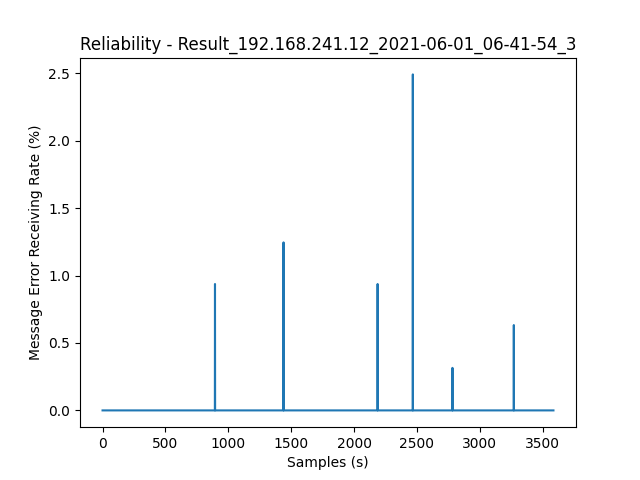 Reliability - Result_192.168.241.12_2021-06-01_06-41-54_3
2.5
2.0
1.5
1.0
0.5
0.0
Message Error Receiving Rate (%)
0 500 1000 1500 2000 2500 3000 3500
Samples (s)